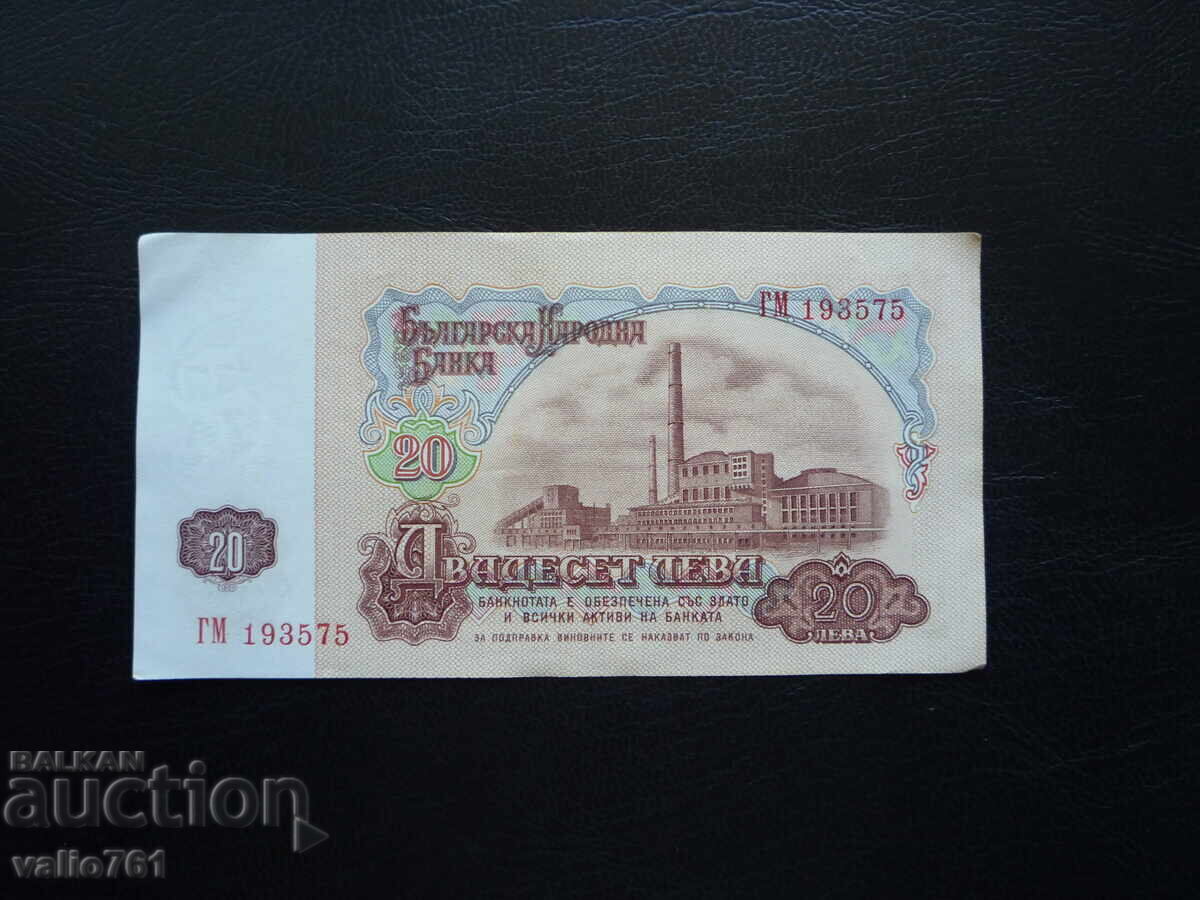 ГМ 193575
БЪЛГАРСКА НАРОДНА
БАНКА
20
20
ДВАДЕСЕТ ЛЕВА
БАНКНОТАТА Е ОБЕЗПЕЧЕНА СЪС ЗЛАТО
И ВСИЧКИ АКТИВИ НА БАНКАТА
ЗА ПОДПРАВКА ВИНОВНИТЕ СЕ НАКАЗВАТ ПО ЗАКОНА
20
ЛЕВА
ГМ 193575
BALKAN
auction
valio761